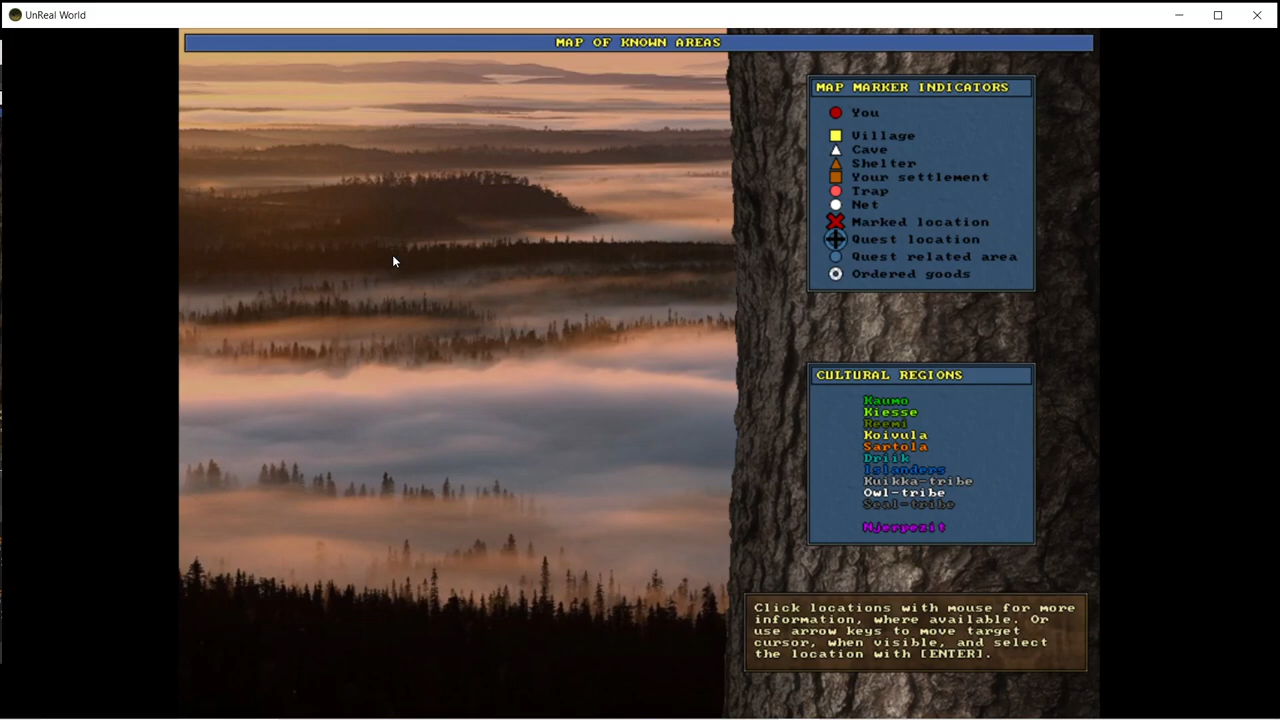 UnReal World
MAP OF KNOWN AREAS
MAP MARKER INDICATORS
You
Village
Cave
Shelter
Your settlement
Trap
Net
Marked location
Quest location
Quest related area
Ordered goods
CULTURAL REGIONS
Kaumo
Kiesse
Reemi
Koivula
Sartola
Driik
Islanders
Kuikka-tribe
Owl-tribe
Seal-tribe
Njerpezit
Click locations with mouse for more
information, where available. Or
use arrow keys to move target
cursor, when visible, and select
the location with [ENTER].